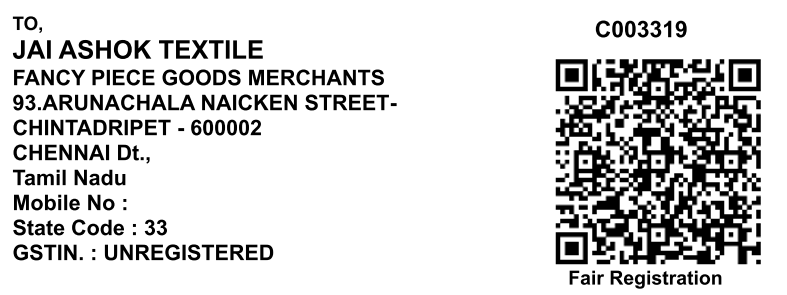 TO,
JAI ASHOK TEXTILE
FANCY PIECE GOODS MERCHANTS
93.ARUNACHALA NAICKEN STREET-
CHINTADRIPET - 600002
CHENNAI Dt.,
Tamil Nadu
Mobile No :
State Code : 33
GSTIN. : UNREGISTERED
C003319
Fair Registration